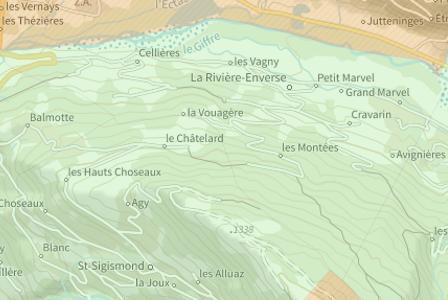 les Vernays
les Thézières
Z.A.
Jutteninges
Cellières
le Giffre
les Vagny
La Rivière-Enverse
Petit Marvel
Grand Marvel
la Vouagère
Cravarin
Balmotte
le Châtelard
les Montées
Avignières
les Hauts Choseaux
Choseaux
Agy
1338
Blanc
St-Sigismond
la Joux
les Alluaz